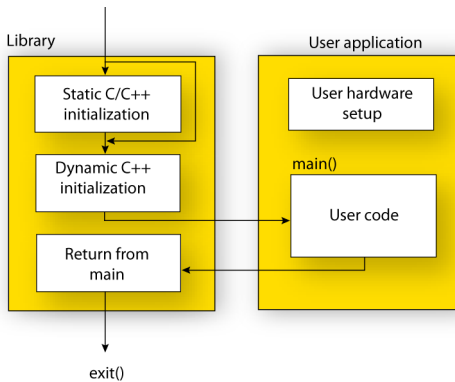 Library
Static C/C++
initialization
Dynamic C++
initialization
Return from
main
exit()
User application
User hardware
setup
main()
User code